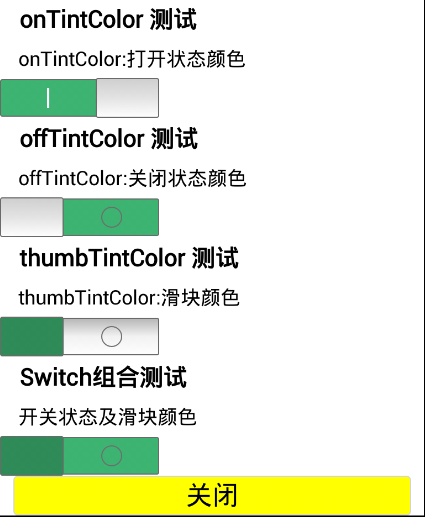 onTintColor 测试
onTintColor:打开状态颜色
offTintColor 测试
offTintColor:关闭状态颜色
thumbTintColor 测试
thumbTintColor:滑块颜色
Switch组合测试
开关状态及滑块颜色
关闭